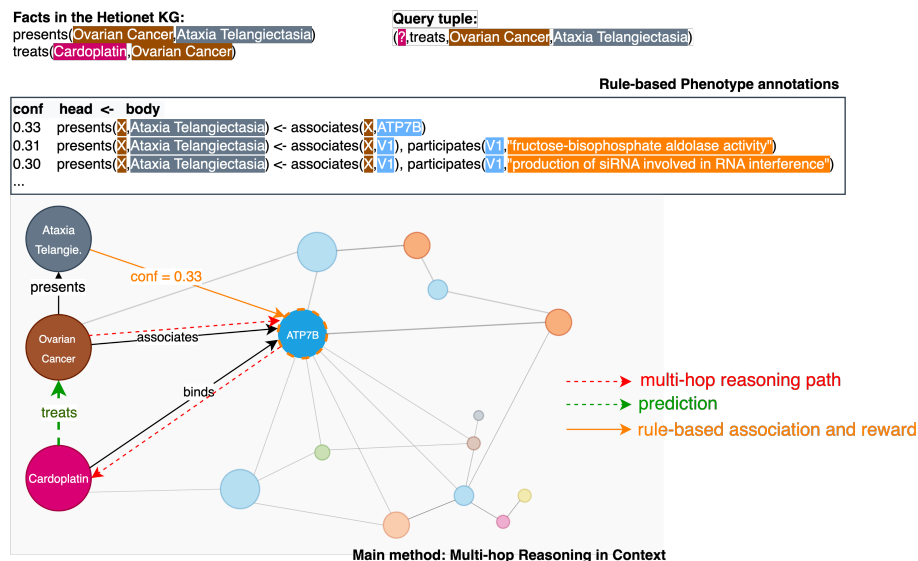 Facts in the Hetionet KG:
presents(Ovarian Cancer,Ataxia Telangiectasia)
treats(Cardoplatin,Ovarian Cancer)
Query tuple:
(?,treats,Ovarian Cancer,Ataxia Telangiectasia)
Rule-based Phenotype annotations
conf head <- body
0.33 presents(X,Ataxia Telangiectasia) <- associates(X,ATP7B)
0.31 presents(X,Ataxia Telangiectasia) <- associates(X,V1), participates(V1,"fructose-bisophosphate aldolase activity")
0.30 presents(X,Ataxia Telangiectasia) <- associates(X,V1), participates(V1,"production of siRNA involved in RNA interference")
...
Ataxia
Telangie.
conf = 0.33
presents
Ovarian
Cancer
associates
ATP7B
binds
treats
Cardoplatin
multi-hop reasoning path
prediction
rule-based association and reward
Main method: Multi-hop Reasoning in Context